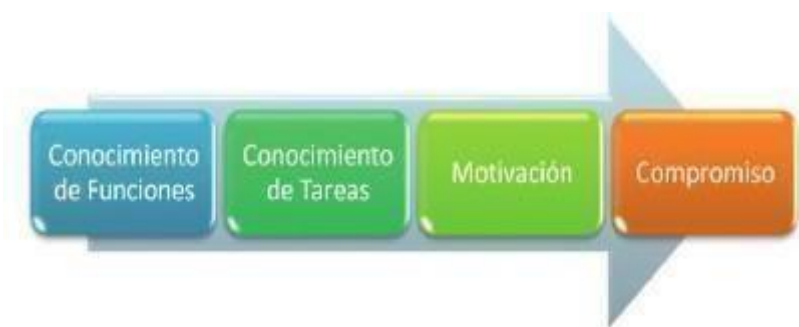 Conocimiento
de Funciones
Conocimiento
de Tareas
Motivación
Compromiso